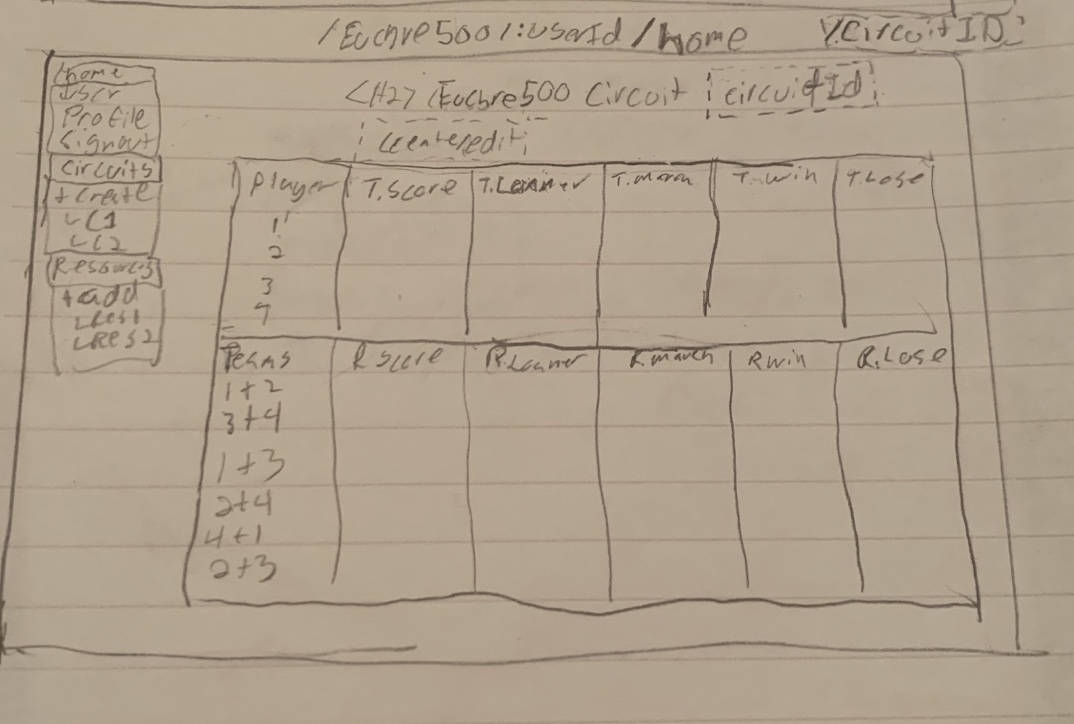 /Euchre500/:userId/home /:CircuitID
/home
User
Profile
Signout
Circuits
+ Create
↳ C1
↳ C2
Resources
+ add
↳ Res1
↳ Res2
<H2> /Euchre500 Circuit circuitId
create/edit
Player T.Score T.Loaner T.march T.win T.Lose
1
2
3
4
Teams R.score R.Loaner R.march R.win R.Lose
1+2
3+4
1+3
2+4
4+1
2+3